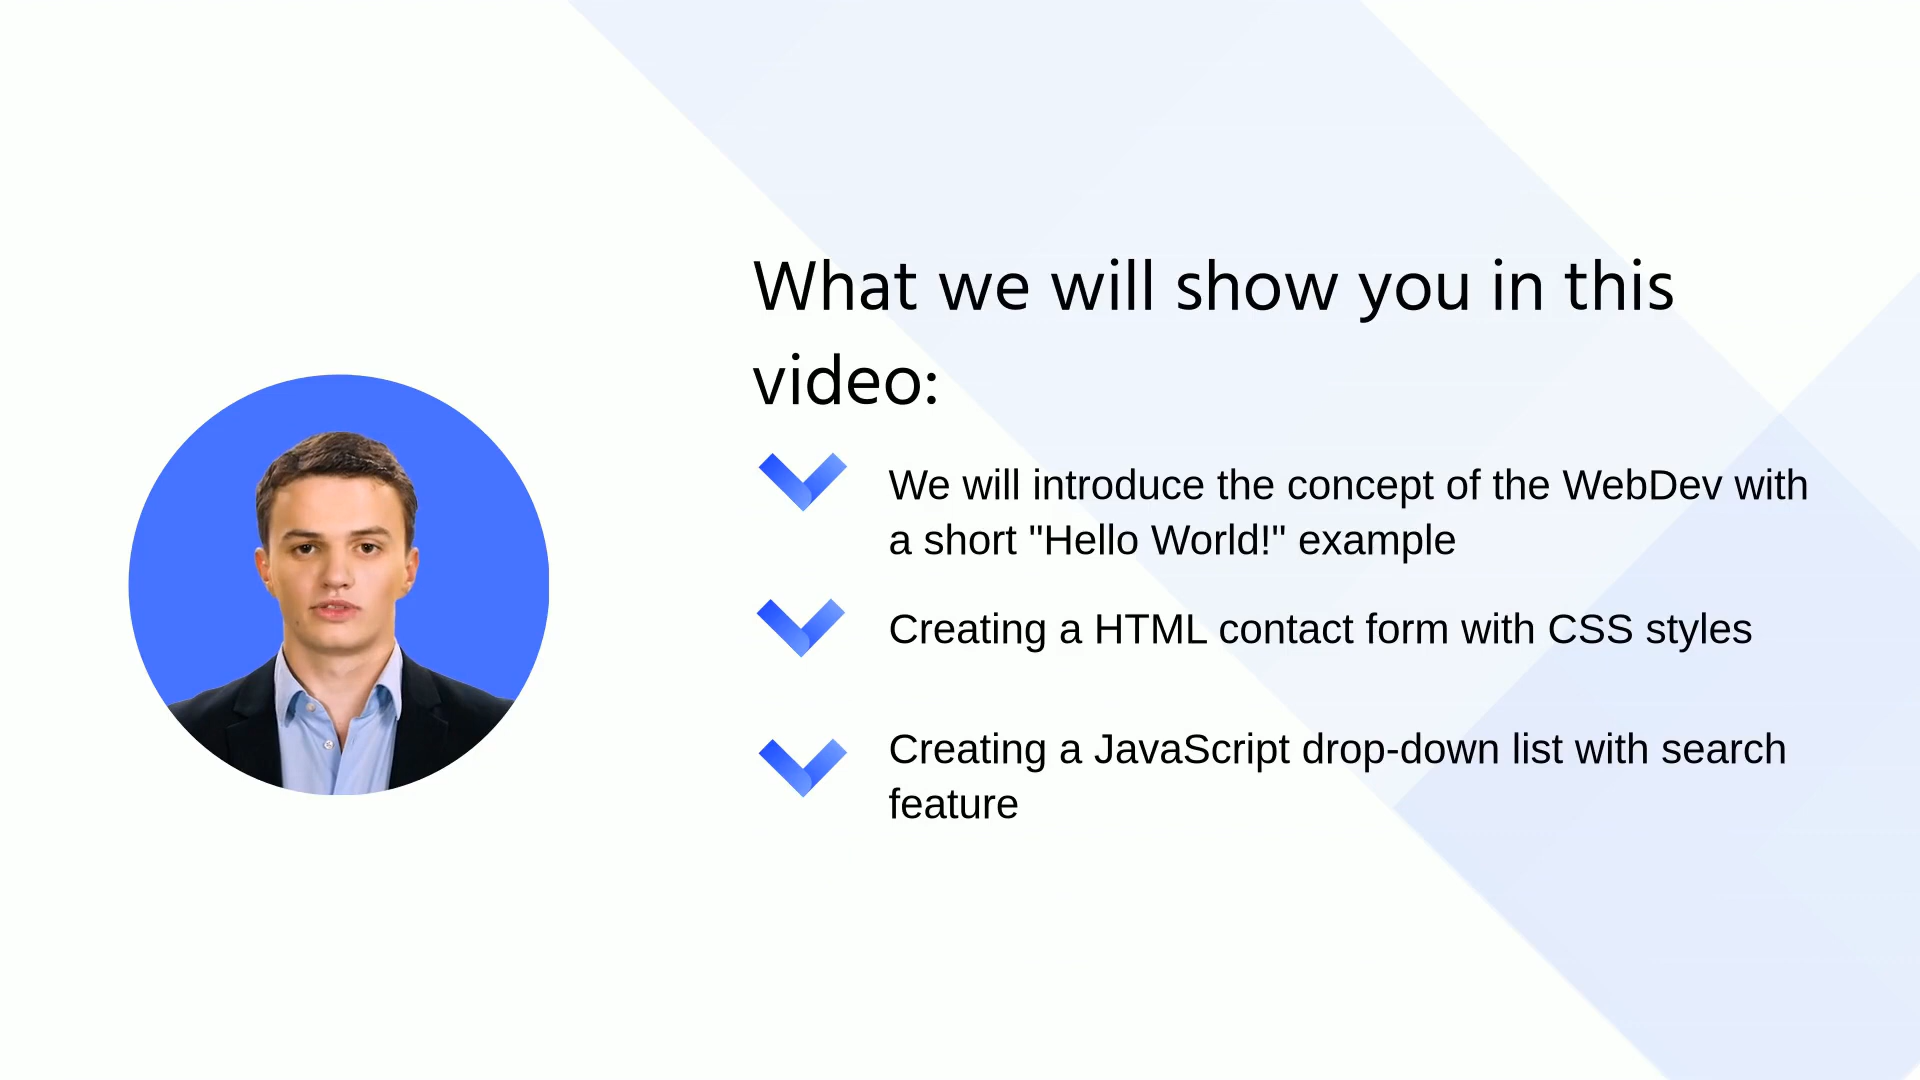 What we will show you in this
video:
We will introduce the concept of the WebDev with
a short "Hello World!" example
Creating a HTML contact form with CSS styles
Creating a JavaScript drop-down list with search
feature